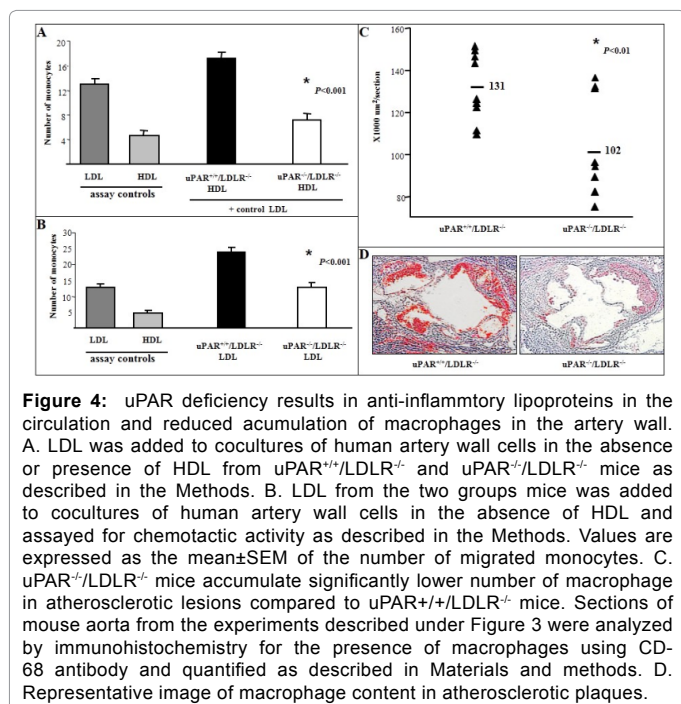 A
Number of monocytes
20
16
12
8
4
*
P<0.001
LDL
HDL
uPAR+/+/LDLR-/-
HDL
uPAR-/-/LDLR-/-
HDL
assay controls
+ control LDL
B
Number of monocytes
30
25
20
15
10
5
*
P<0.001
LDL
HDL
uPAR+/+/LDLR-/-
LDL
uPAR-/-/LDLR-/-
LDL
assay controls
C
X1000 um²/section
160
140
120
100
80
131
*
P<0.01
102
uPAR+/+/LDLR-/-
uPAR-/-/LDLR-/-
D
uPAR+/+/LDLR-/-
uPAR-/-/LDLR-/-
Figure 4: uPAR deficiency results in anti-inflammtory lipoproteins in the
circulation and reduced acumulation of macrophages in the artery wall.
A. LDL was added to cocultures of human artery wall cells in the absence
or presence of HDL from uPAR+/+/LDLR-/- and uPAR-/-/LDLR-/- mice as
described in the Methods. B. LDL from the two groups mice was added
to cocultures of human artery wall cells in the absence of HDL and
assayed for chemotactic activity as described in the Methods. Values are
expressed as the mean±SEM of the number of migrated monocytes. C.
uPAR-/-/LDLR-/- mice accumulate significantly lower number of macrophage
in atherosclerotic lesions compared to uPAR+/+/LDLR-/- mice. Sections of
mouse aorta from the experiments described under Figure 3 were analyzed
by immunohistochemistry for the presence of macrophages using CD-
68 antibody and quantified as described in Materials and methods. D.
Representative image of macrophage content in atherosclerotic plaques.